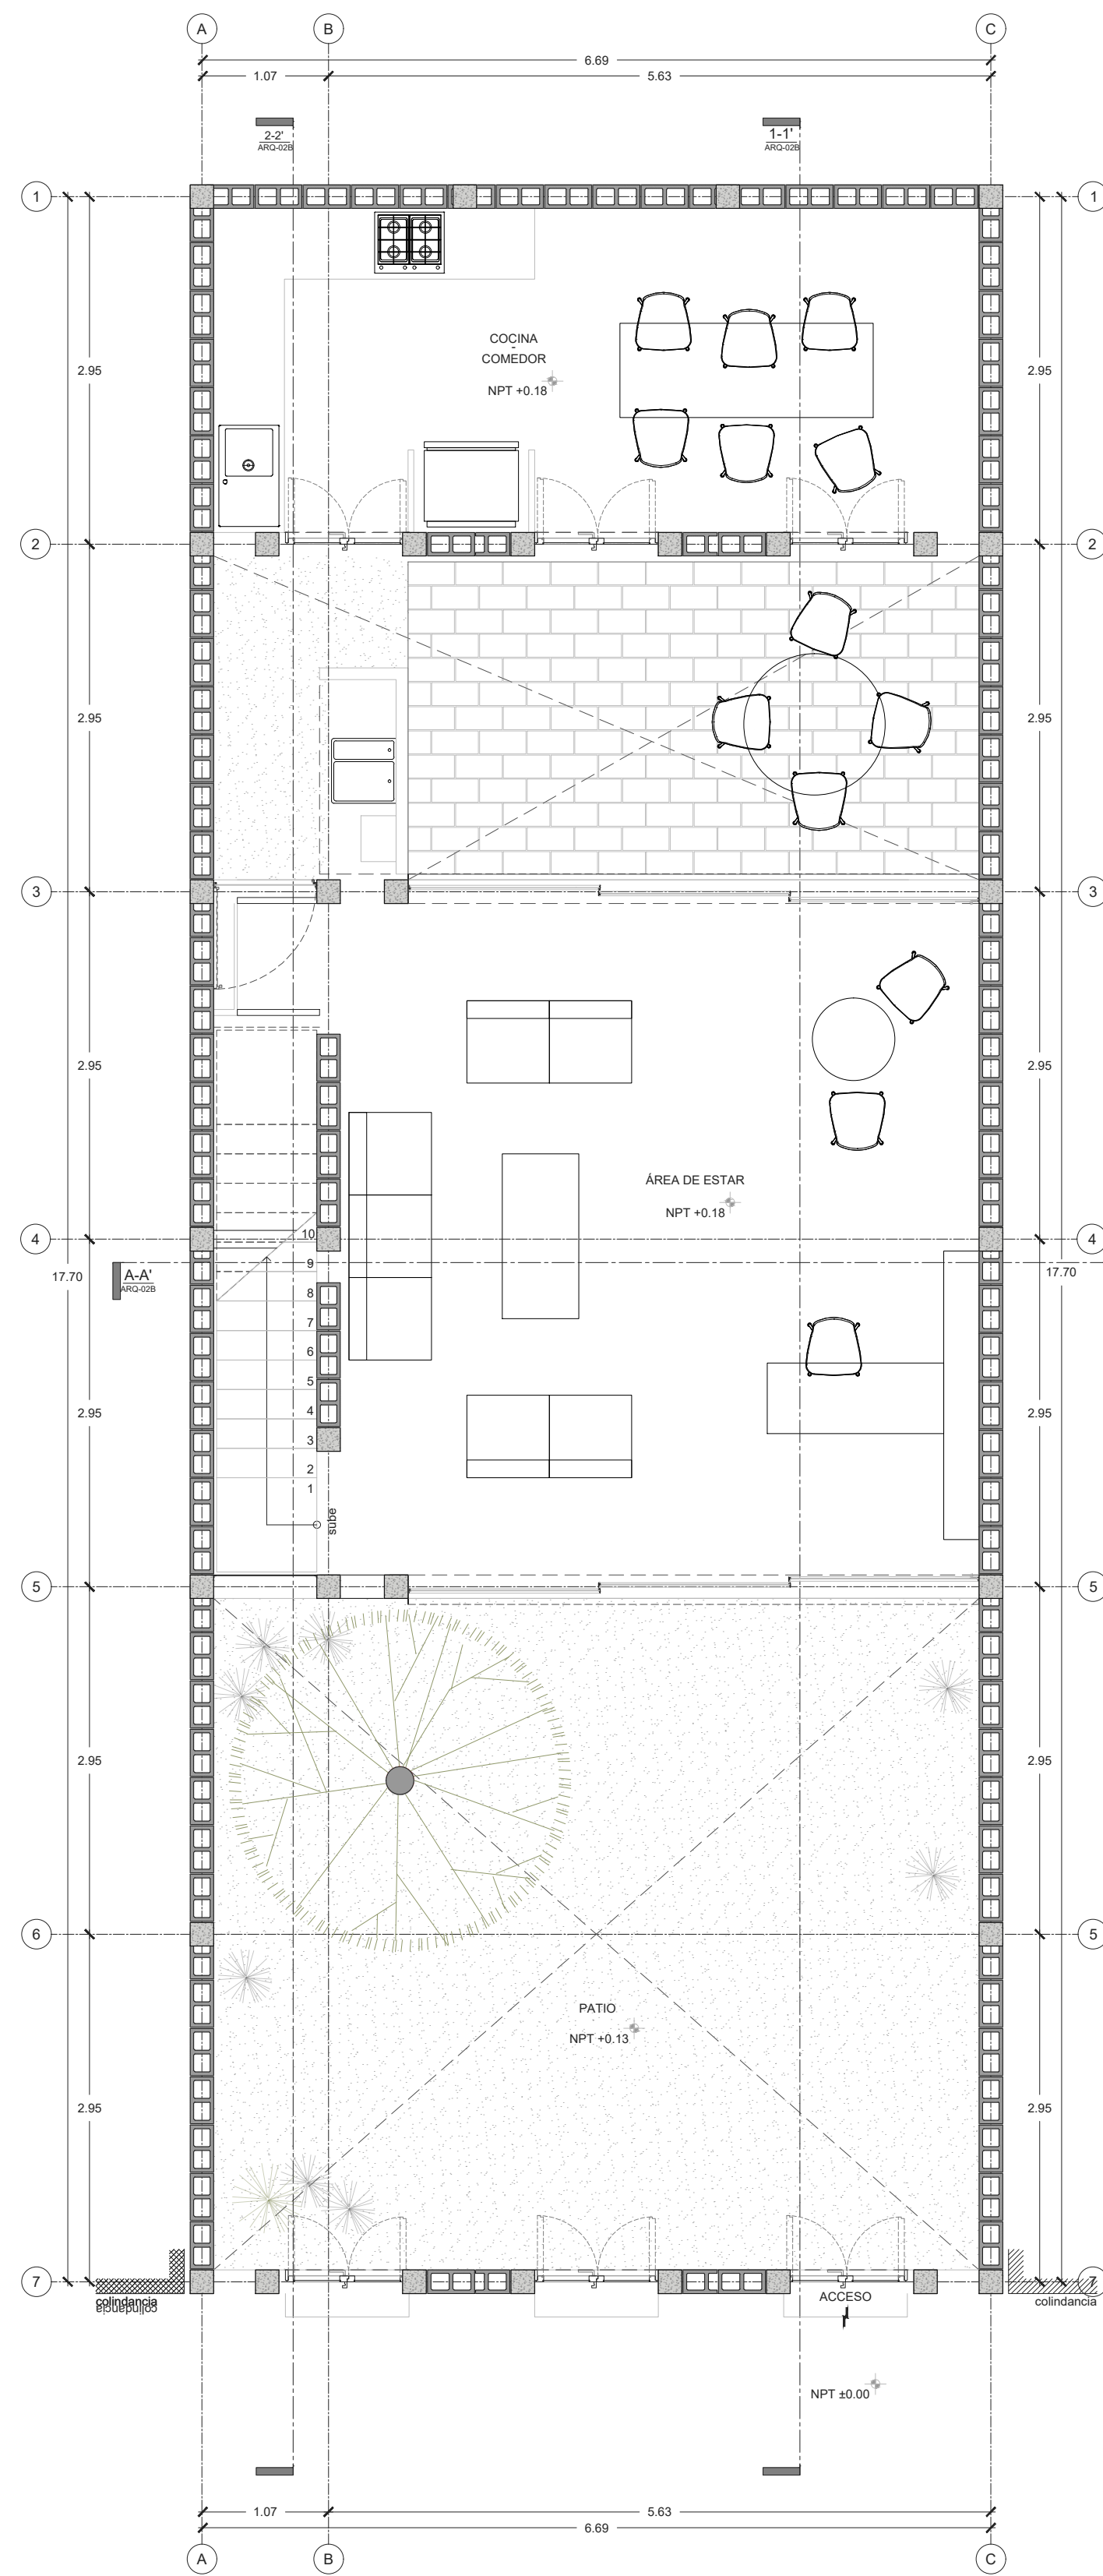 A
B
C
6.69
1.07
5.63
2-2'
ARQ-02B
1-1'
ARQ-02B
1
1
COCINA
-
COMEDOR
NPT +0.18
2.95
2.95
2
2
2.95
2.95
3
3
2.95
2.95
ÁREA DE ESTAR
NPT +0.18
10
4
4
9
17.70
A-A'
ARQ-02B
17.70
8
7
6
5
4
3
2
1
2.95
2.95
sube
5
5
2.95
2.95
6
5
PATIO
NPT +0.13
2.95
2.95
7
7
colindancia
colindancia
colindancia
ACCESO
NPT ±0.00
1.07
5.63
6.69
A
B
C